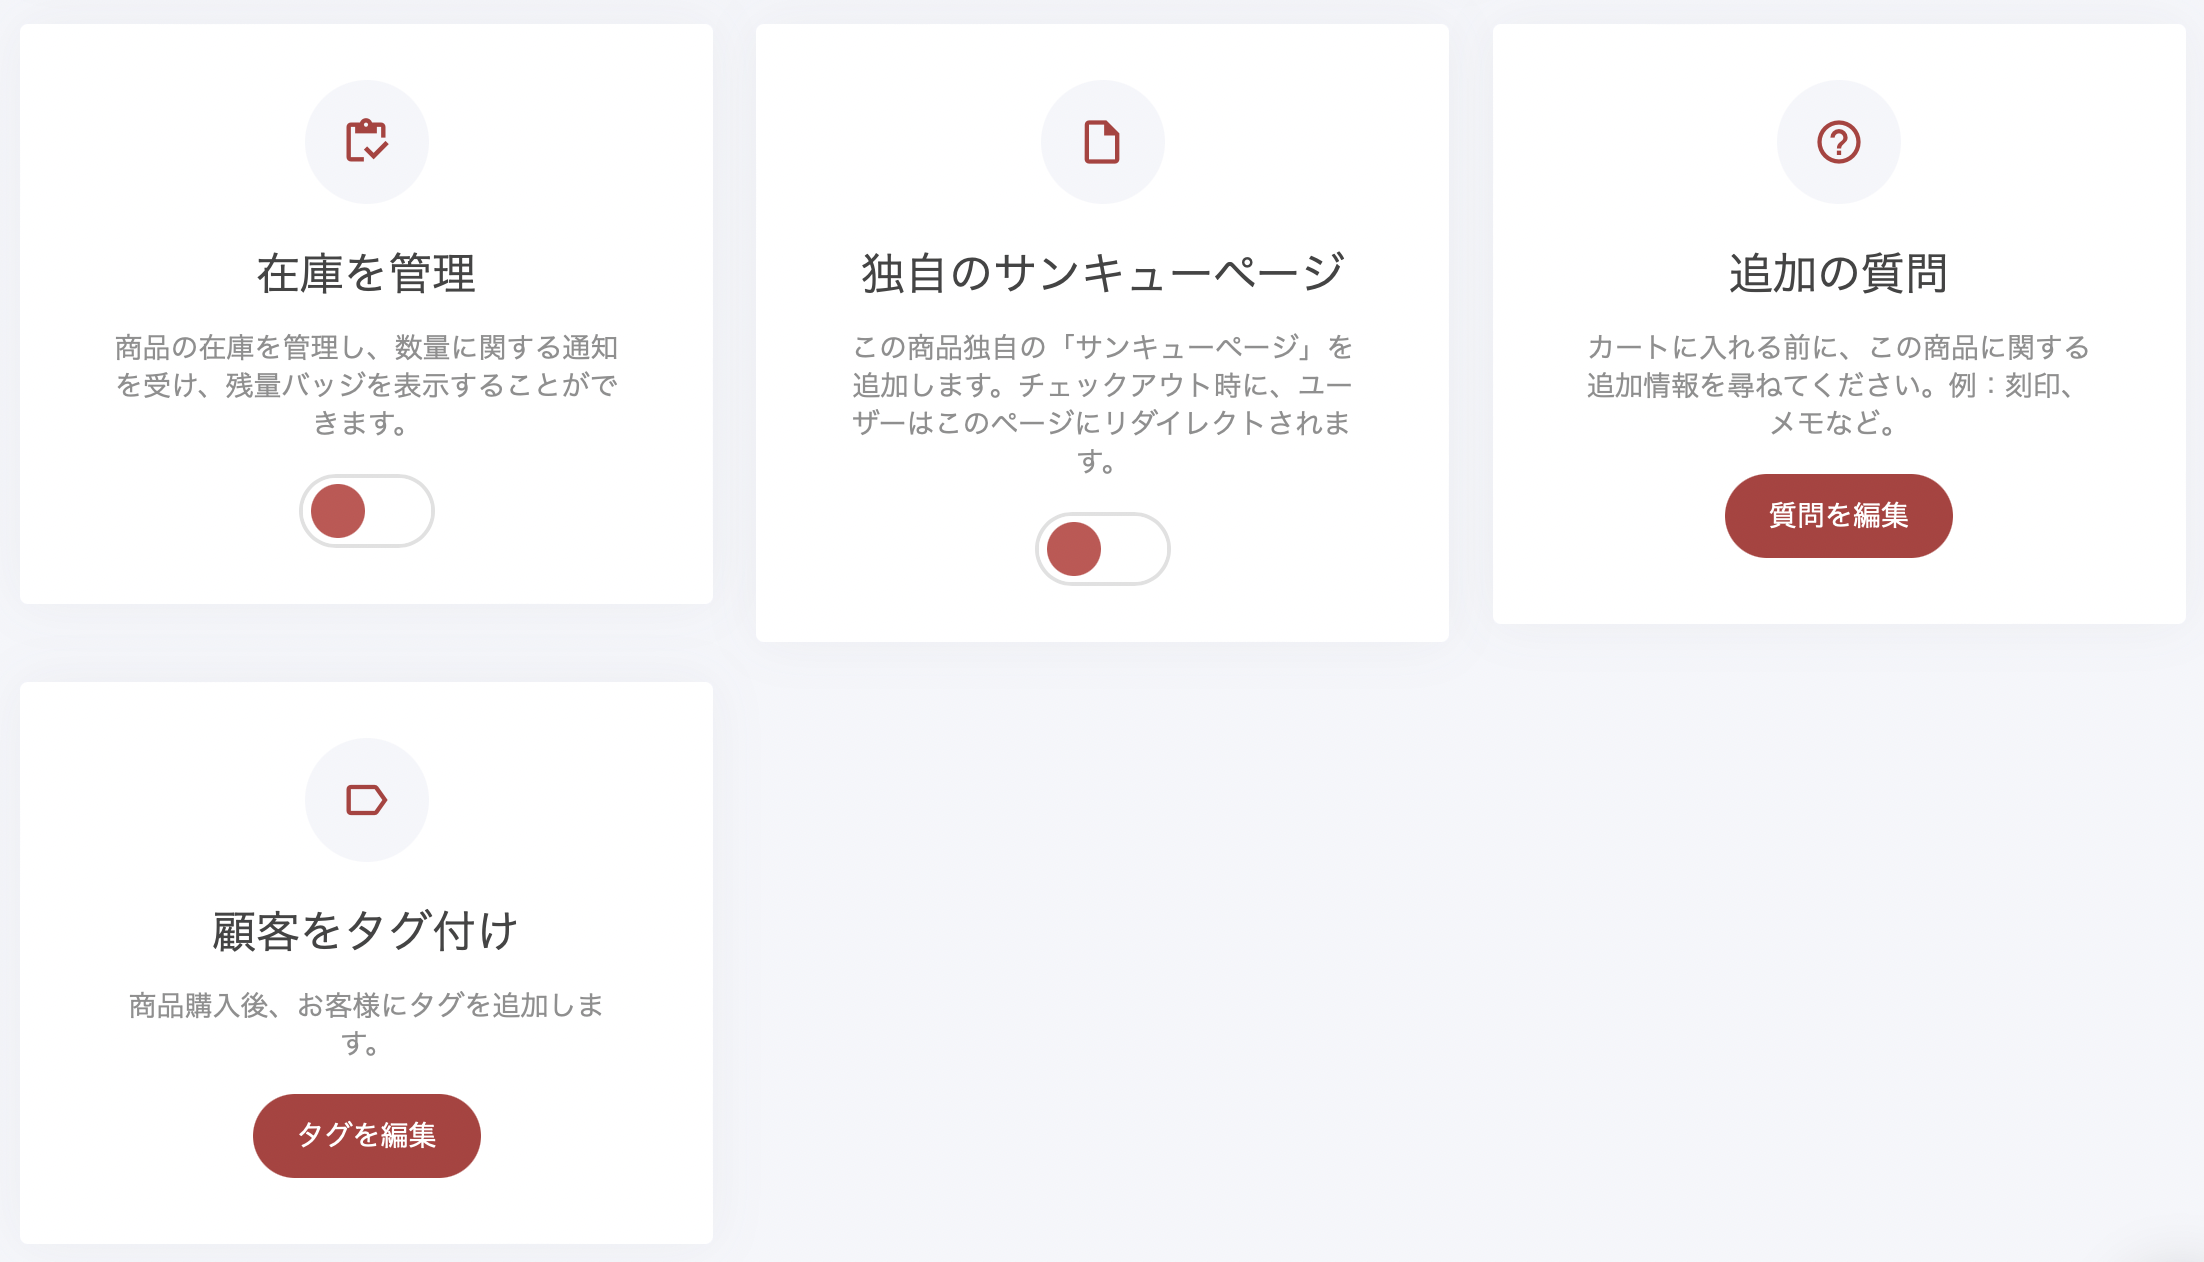 在庫を管理
商品の在庫を管理し、数量に関する通知
を受け、残量バッジを表示することがで
きます。
独自のサンキューページ
この商品独自の「サンキューページ」を
追加します。チェックアウト時に、ユー
ザーはこのページにリダイレクトされま
す。
追加の質問
カートに入れる前に、この商品に関する
追加情報を尋ねてください。例：刻印、
メモなど。
質問を編集
顧客をタグ付け
商品購入後、お客様にタグを追加しま
す。
タグを編集